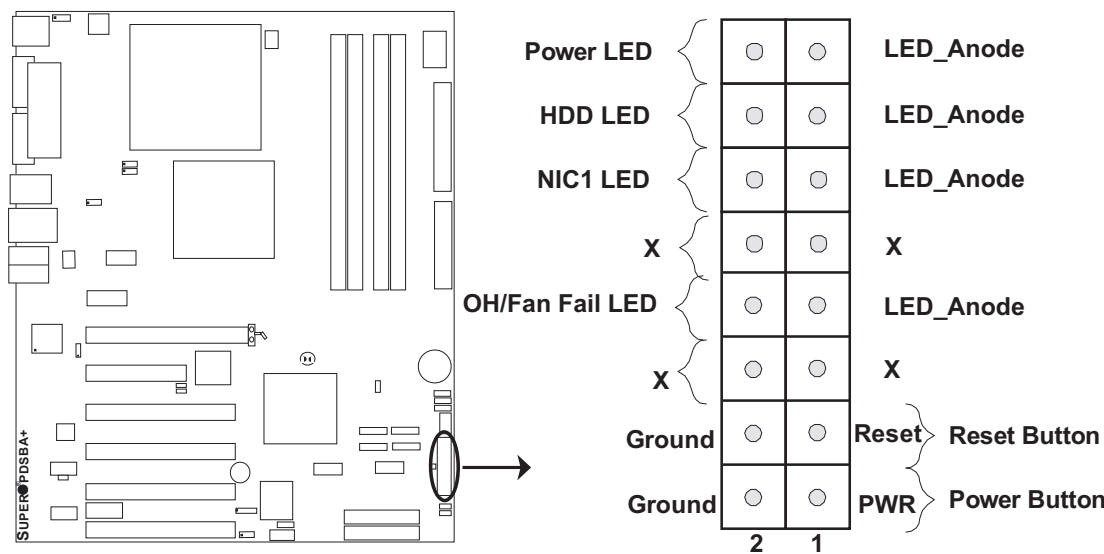 Power LED LED_Anode
HDD LED LED_Anode
NIC1 LED LED_Anode
X X
OH/Fan Fail LED LED_Anode
X X
Ground Reset Reset Button
Ground PWR Power Button
2 1
SUPER●PDSBA+